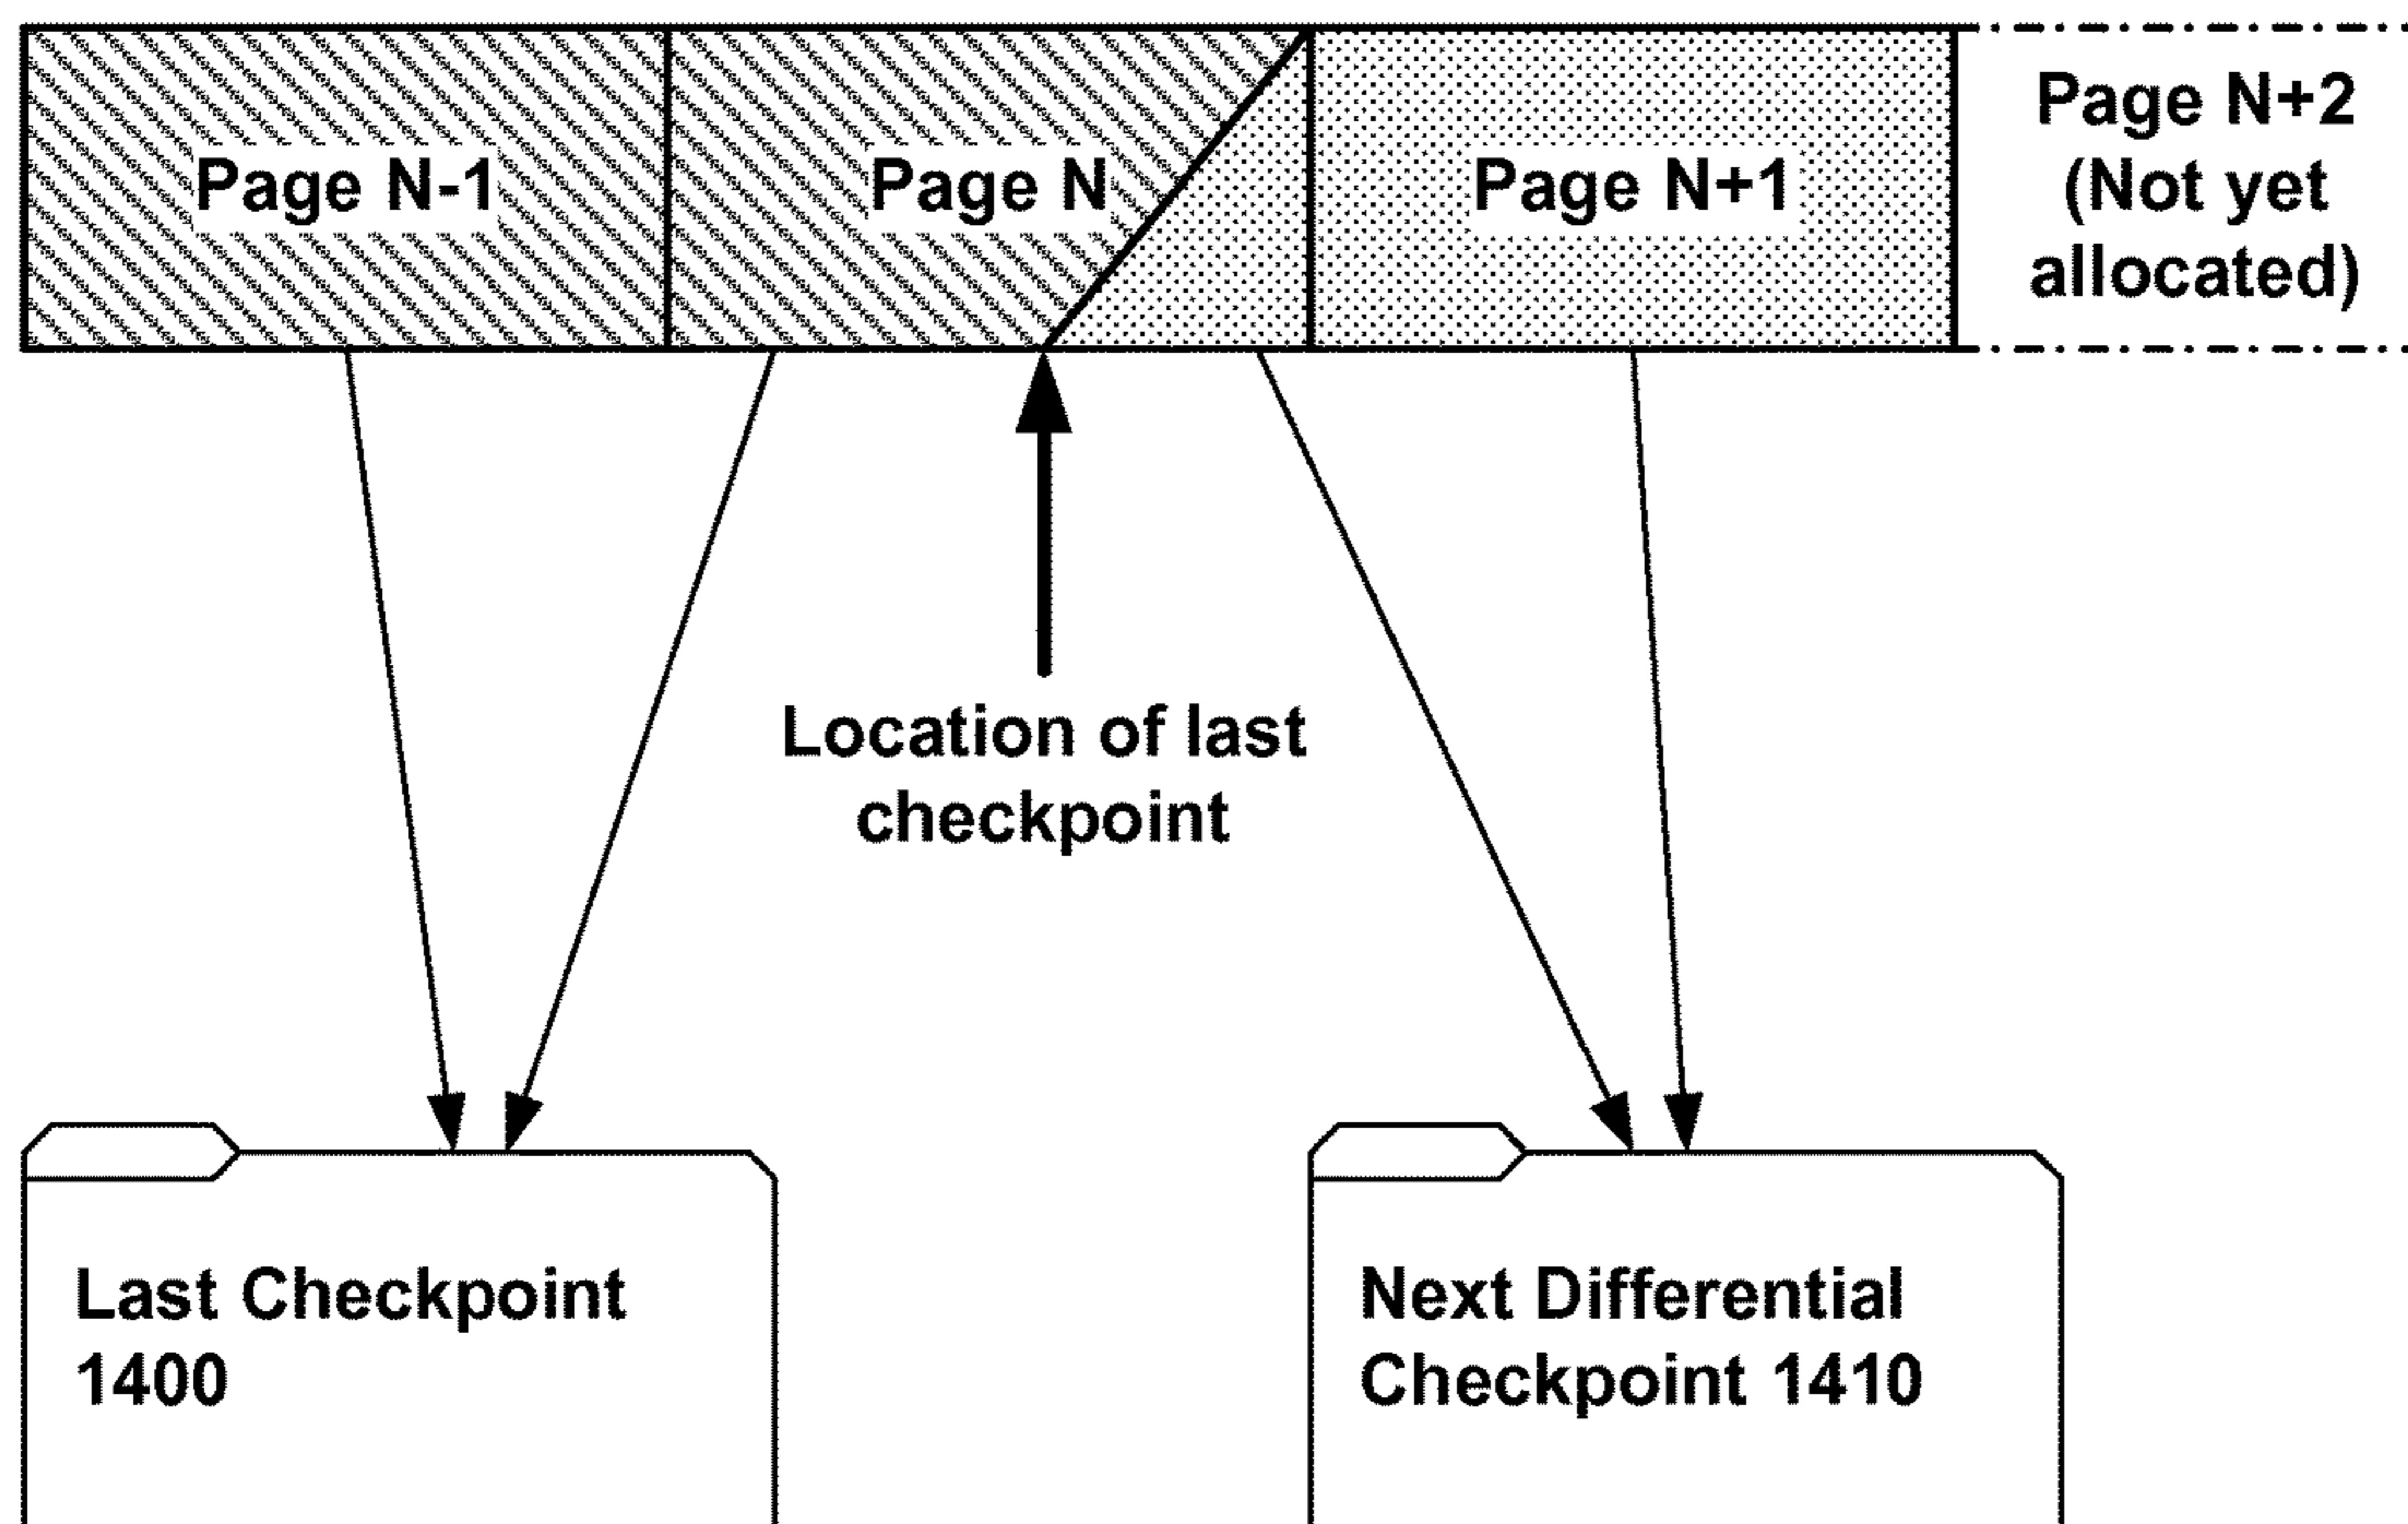 Page N-1
Page N
Page N+1
Page N+2
(Not yet
allocated)
Location of last
checkpoint
Last Checkpoint
1400
Next Differential
Checkpoint 1410